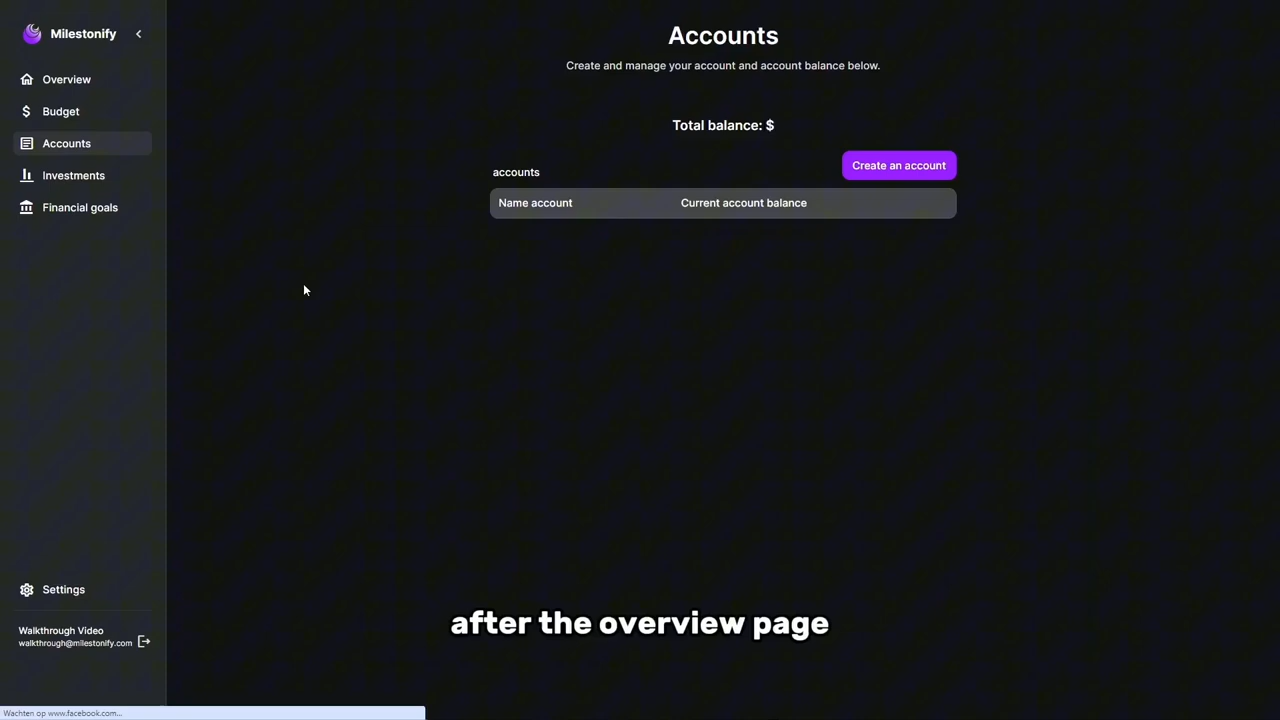 Milestonify
Overview
Budget
Accounts
Investments
Financial goals
Settings
Walkthrough Video
walkthrough@milestonify.com
Wachten op www.facebook.com...
Accounts
Create and manage your account and account balance below.
Total balance: $
accounts
Create an account
Name account Current account balance
after the overview page